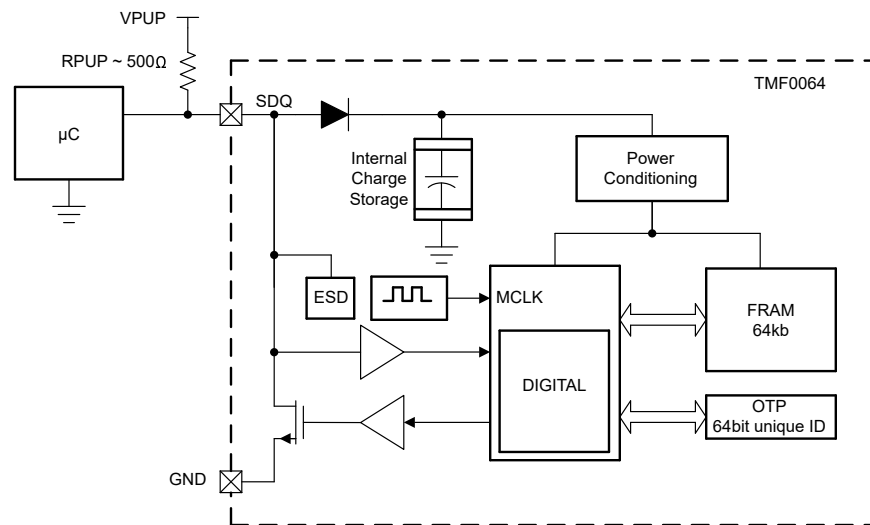 VPUP
RPUP ~ 500Ω
TMF0064
SDQ
µC
Internal
Charge
Storage
Power
Conditioning
ESD
MCLK
FRAM
64kb
DIGITAL
OTP
64bit unique ID
GND